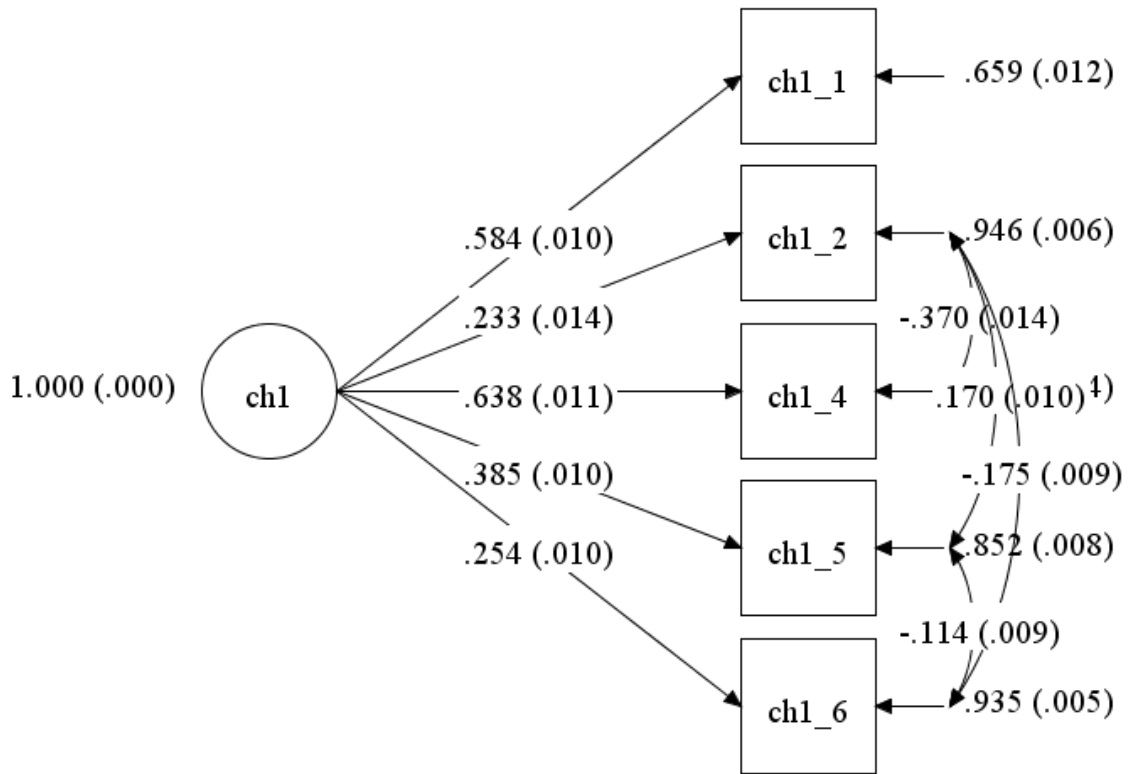 ch1_1
.659 (.012)
.584 (.010)
ch1_2
.946 (.006)
.233 (.014)
-.370 (.014)
1.000 (.000)
ch1
.638 (.011)
ch1_4
.170 (.010)
.385 (.010)
-.175 (.009)
ch1_5
.852 (.008)
.254 (.010)
-.114 (.009)
ch1_6
.935 (.005)